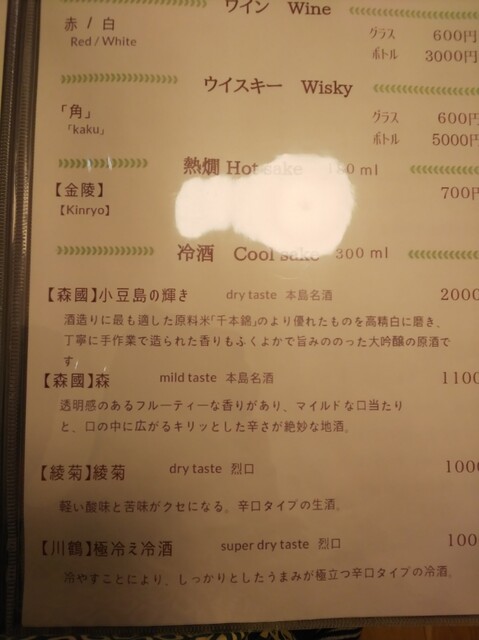 ワイン Wine
赤 / 白
Red / White
グラス 600円
ボトル 3000円
ウイスキー Wisky
「角」
「kaku」
グラス 600円
ボトル 5000円
熱燗 Hot sake ml
【金陵】 700円
【Kinryo】
冷酒 Cool sake 300 ml
【森國】小豆島の輝き dry taste 本島名酒 2000
酒造りに最も適した原料米「千本錦」のより優れたものを高精白に磨き、
丁寧に手作業で造られた香りもふくよかで旨みののった大吟醸の原酒で
す。
【森國】森 mild taste 本島名酒 1100
透明感のあるフルーティーな香りがあり、マイルドな口当たり
と、口の中に広がるキリッとした辛さが絶妙な地酒。
【綾菊】綾菊 dry taste 烈口 1000
軽い酸味と苦味がクセになる。辛口タイプの生酒。
【川鶴】極冷え冷酒 super dry taste 烈口 100
冷やすことにより、しっかりとしたうまみが極立つ辛口タイプの冷酒。